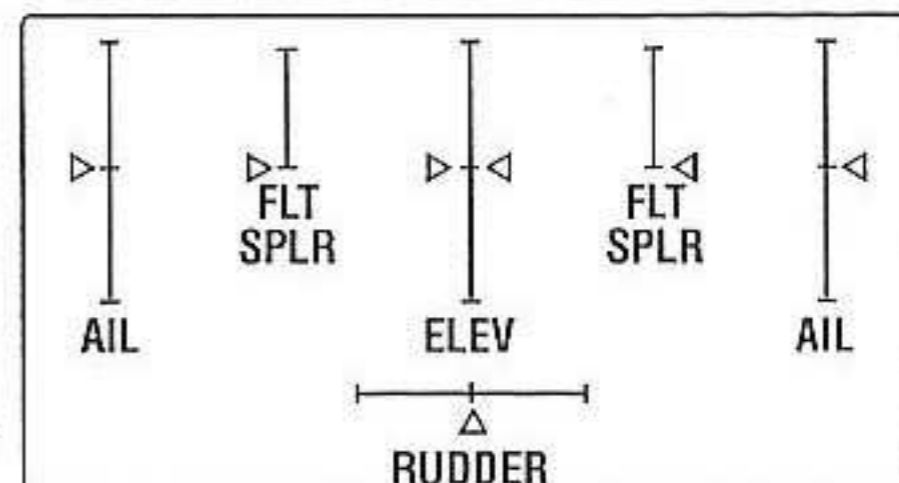 FLT
SPLR
FLT
SPLR
AIL
ELEV
AIL
RUDDER